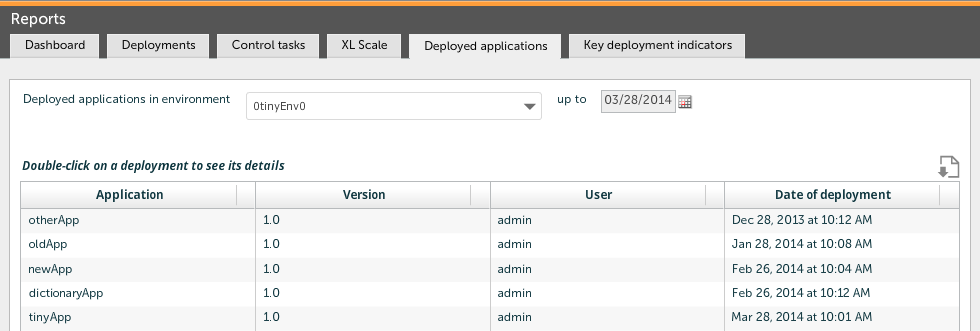 Reports
Dashboard Deployments Control tasks XL Scale Deployed applications Key deployment indicators
Deployed applications in environment 0tinyEnv0 up to 03/28/2014
Double-click on a deployment to see its details
Application Version User Date of deployment
otherApp 1.0 admin Dec 28, 2013 at 10:12 AM
oldApp 1.0 admin Jan 28, 2014 at 10:08 AM
newApp 1.0 admin Feb 26, 2014 at 10:04 AM
dictionaryApp 1.0 admin Feb 26, 2014 at 10:12 AM
tinyApp 1.0 admin Mar 28, 2014 at 10:01 AM